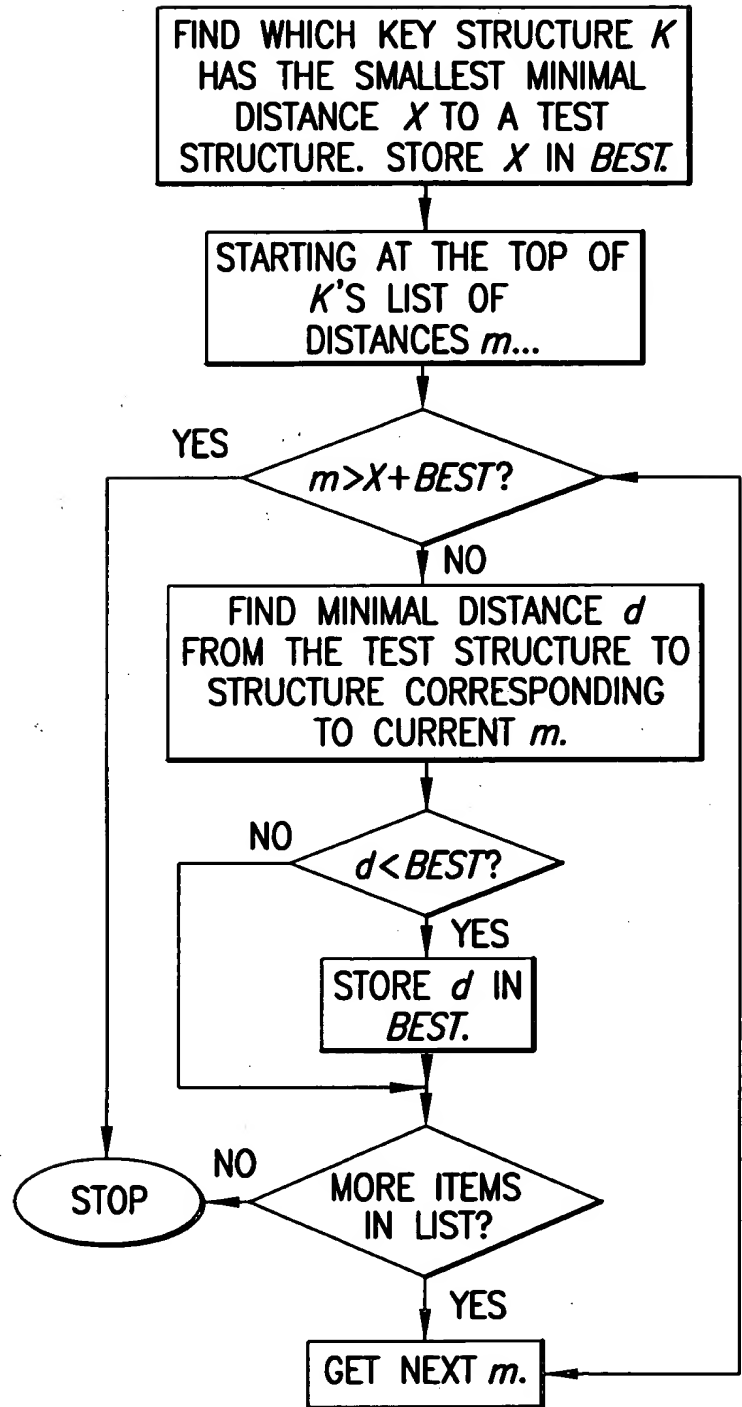 FIND WHICH KEY STRUCTURE K
HAS THE SMALLEST MINIMAL
DISTANCE X TO A TEST
STRUCTURE. STORE X IN BEST.
STARTING AT THE TOP OF
K'S LIST OF
DISTANCES m...
YES
m>X+BEST?
NO
FIND MINIMAL DISTANCE d
FROM THE TEST STRUCTURE TO
STRUCTURE CORRESPONDING
TO CURRENT m.
NO
d<BEST?
YES
STORE d IN
BEST.
STOP
NO
MORE ITEMS
IN LIST?
YES
GET NEXT m.